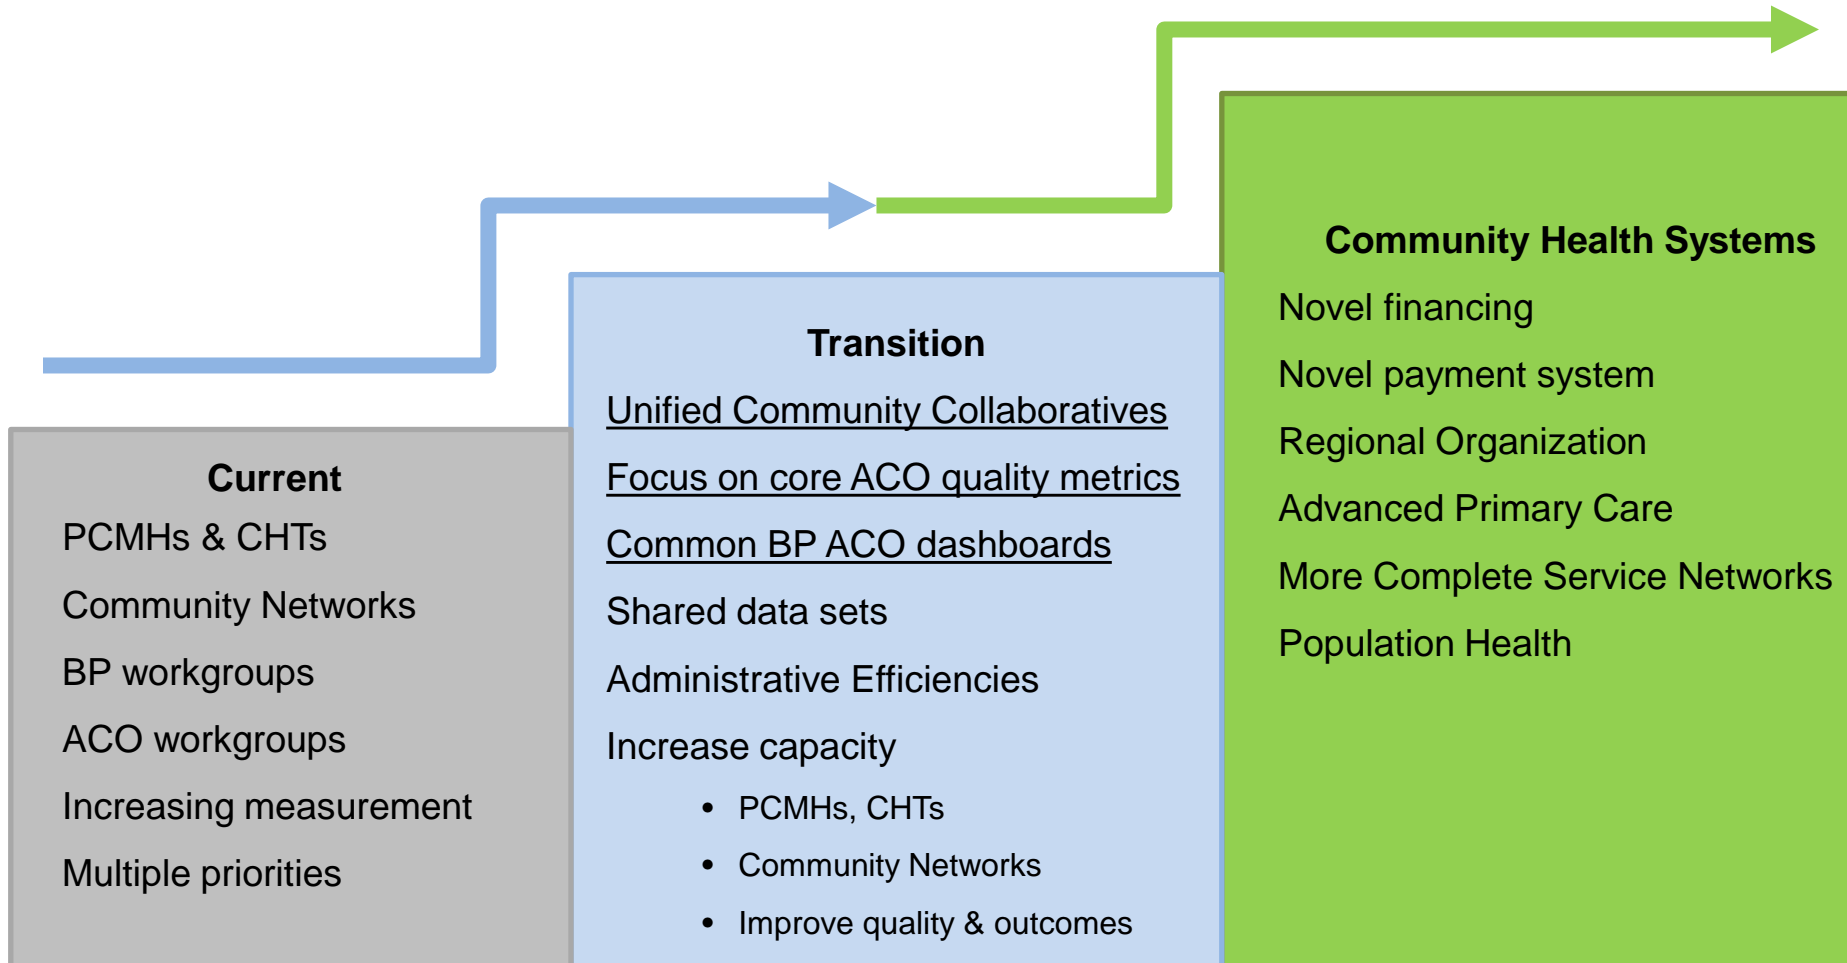 Current
PCMHs & CHTs
Community Networks
BP workgroups
ACO workgroups
Increasing measurement
Multiple priorities
Transition
Unified Community Collaboratives
Focus on core ACO quality metrics
Common BP ACO dashboards
Shared data sets
Administrative Efficiencies
Increase capacity
• PCMHs, CHTs
• Community Networks
• Improve quality & outcomes
Community Health Systems
Novel financing
Novel payment system
Regional Organization
Advanced Primary Care
More Complete Service Networks
Population Health